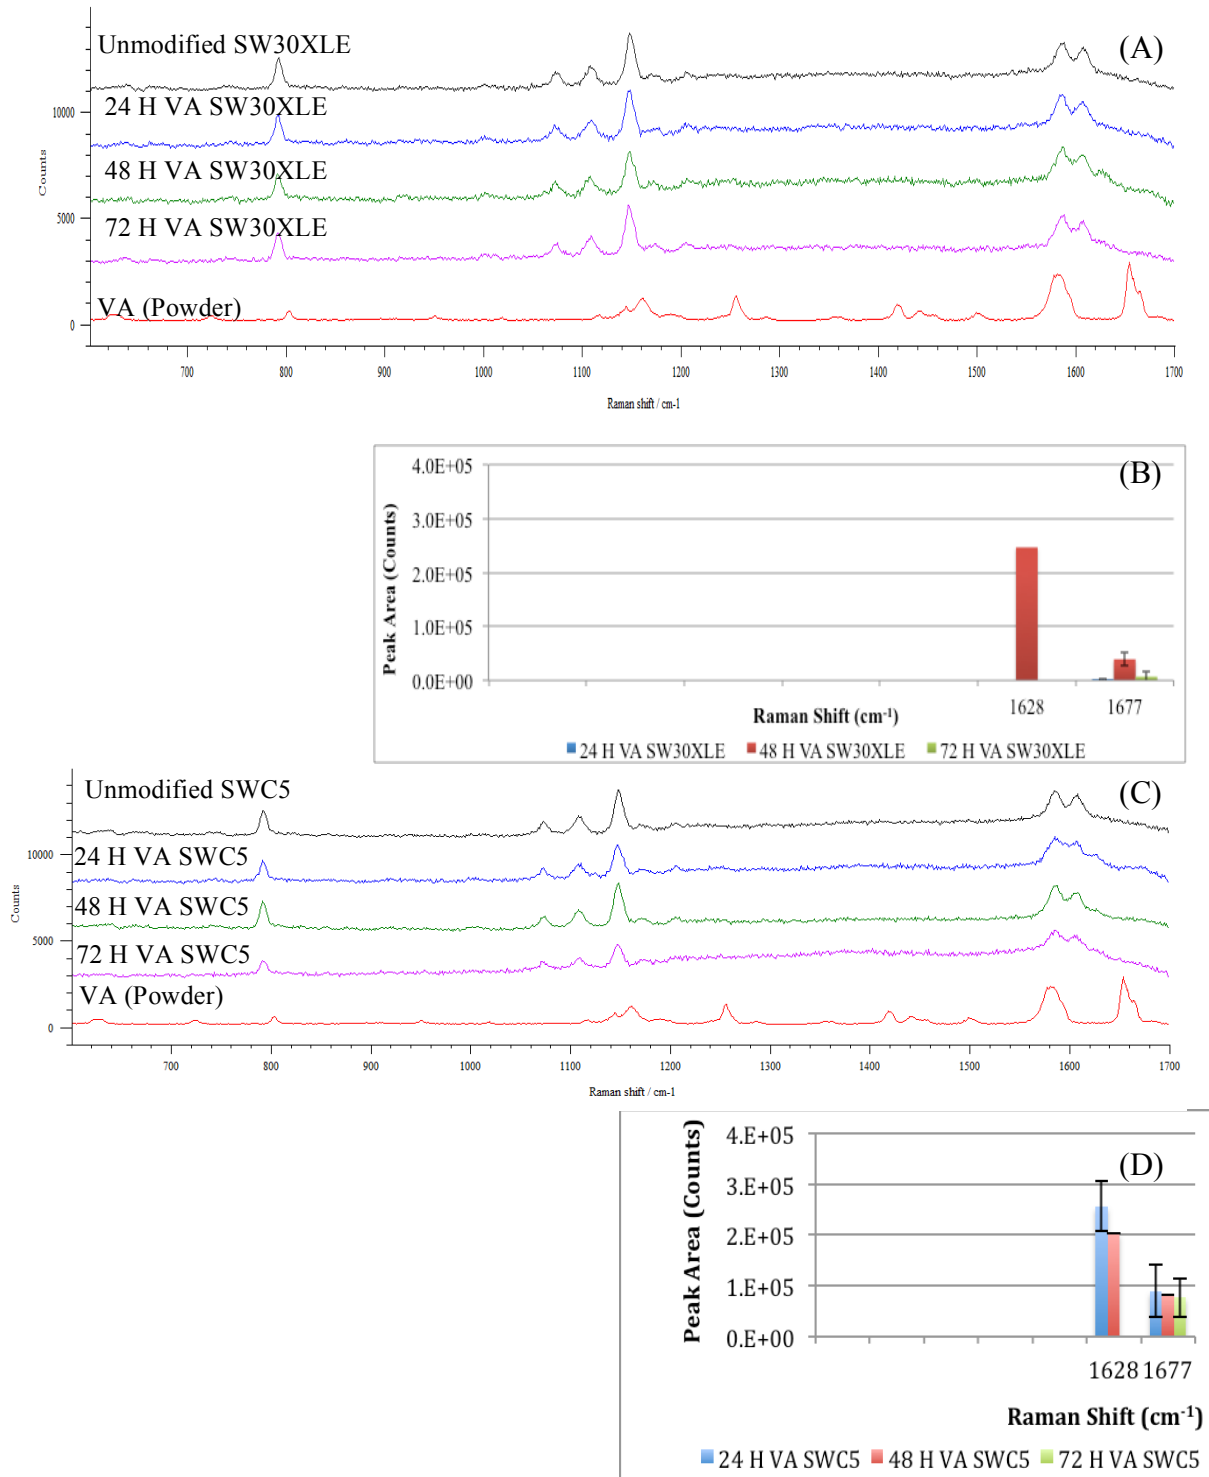 Unmodified SW30XLE
(A)
24 H VA SW30XLE
10000
48 H VA SW30XLE
Counts
5000
72 H VA SW30XLE
VA (Powder)
0
700 800 900 1000 1100 1200 1300 1400 1500 1600 1700
Raman shift / cm-1
(B)
4.0E+05
3.0E+05
2.0E+05
1.0E+05
0.0E+00
Peak Area (Counts)
1628 1677
Raman Shift (cm⁻¹)
24 H VA SW30XLE 48 H VA SW30XLE 72 H VA SW30XLE
Unmodified SWC5
(C)
24 H VA SWC5
10000
48 H VA SWC5
Counts
5000
72 H VA SWC5
VA (Powder)
0
700 800 900 1000 1100 1200 1300 1400 1500 1600 1700
Raman shift / cm-1
(D)
4.E+05
3.E+05
2.E+05
1.E+05
0.E+00
Peak Area (Counts)
1628 1677
Raman Shift (cm⁻¹)
24 H VA SWC5 48 H VA SWC5 72 H VA SWC5